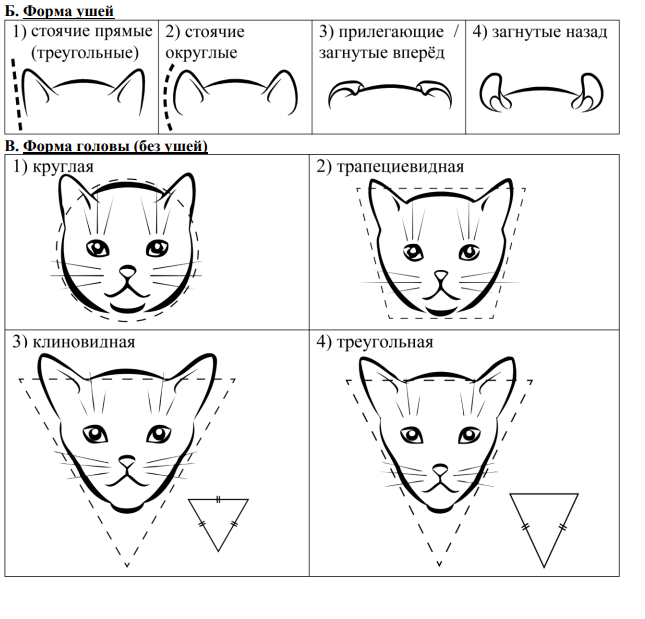 Б. Форма ушей
1) стоячие прямые (треугольные)
2) стоячие округлые
3) прилегающие / загнутые вперёд
4) загнутые назад
В. Форма головы (без ушей)
1) круглая
2) трапециевидная
3) клиновидная
4) треугольная